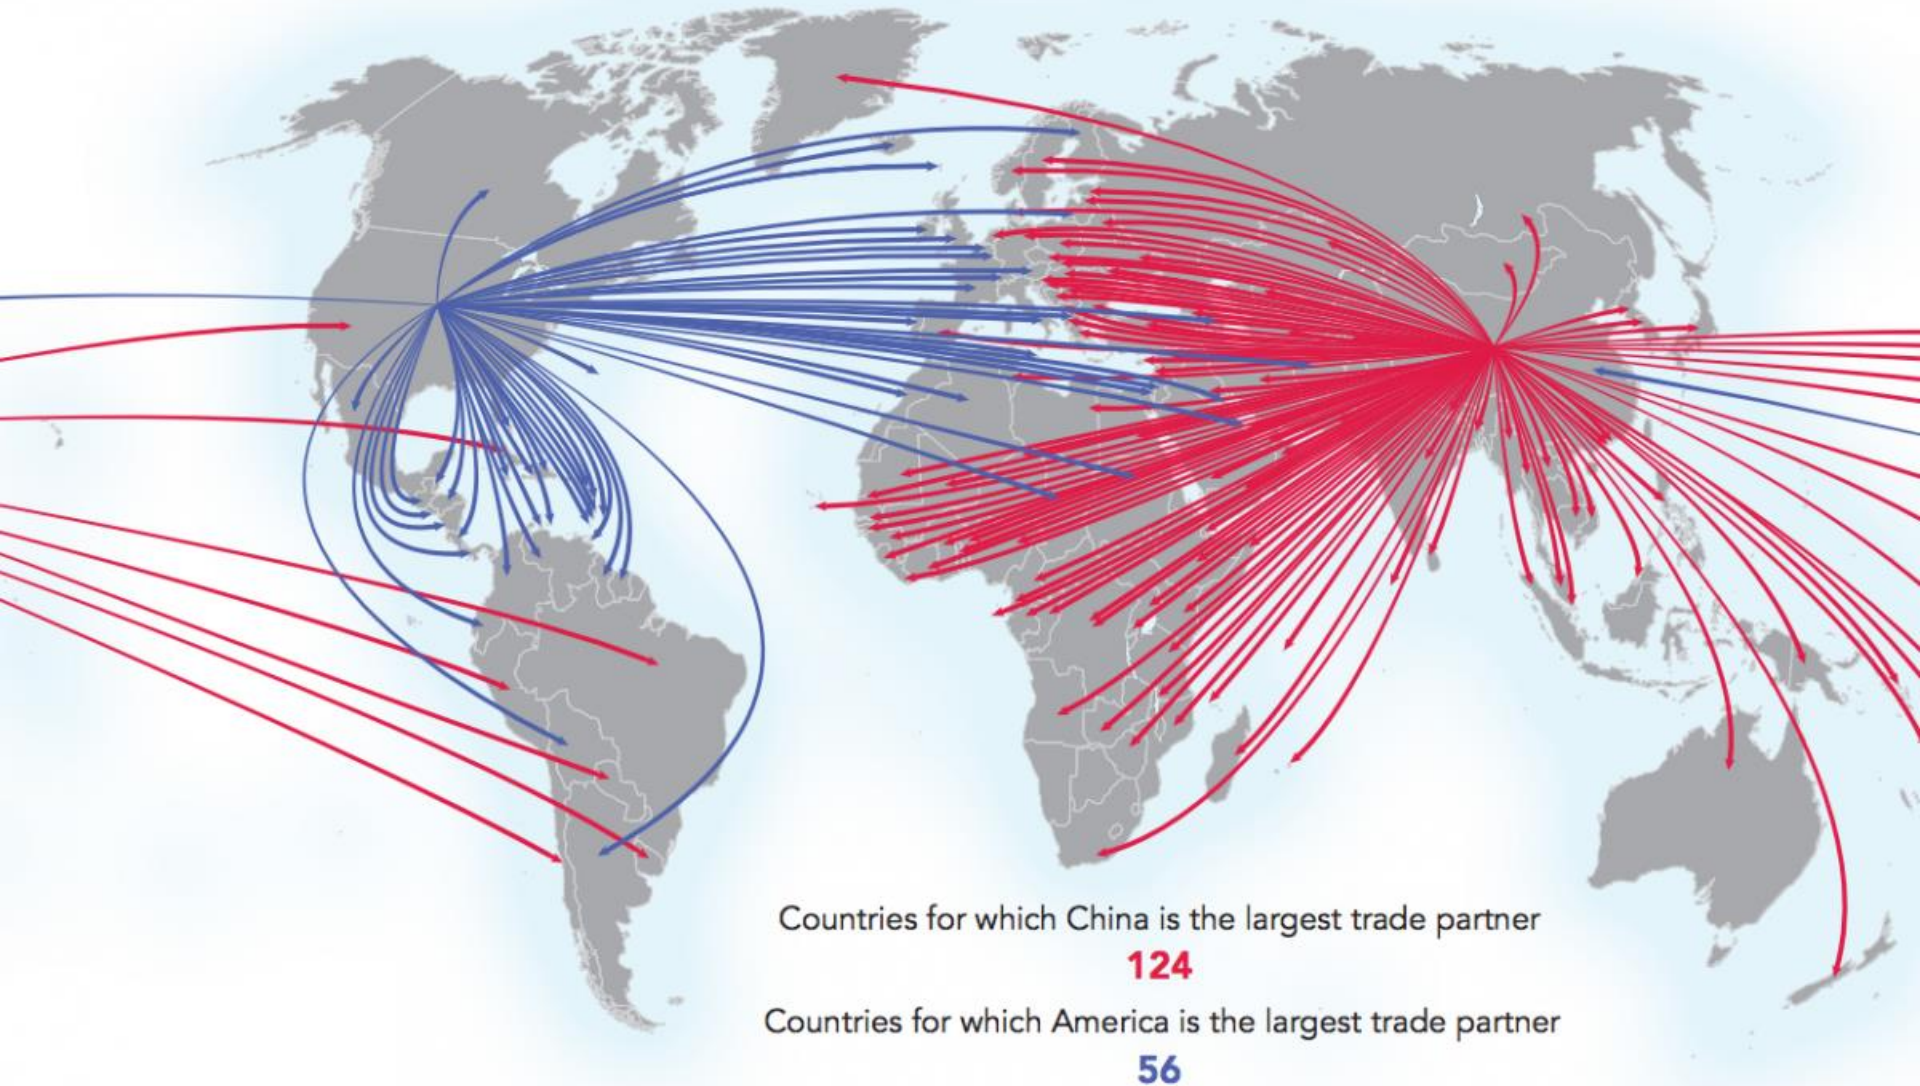 Countries for which China is the largest trade partner
124
Countries for which America is the largest trade partner
56